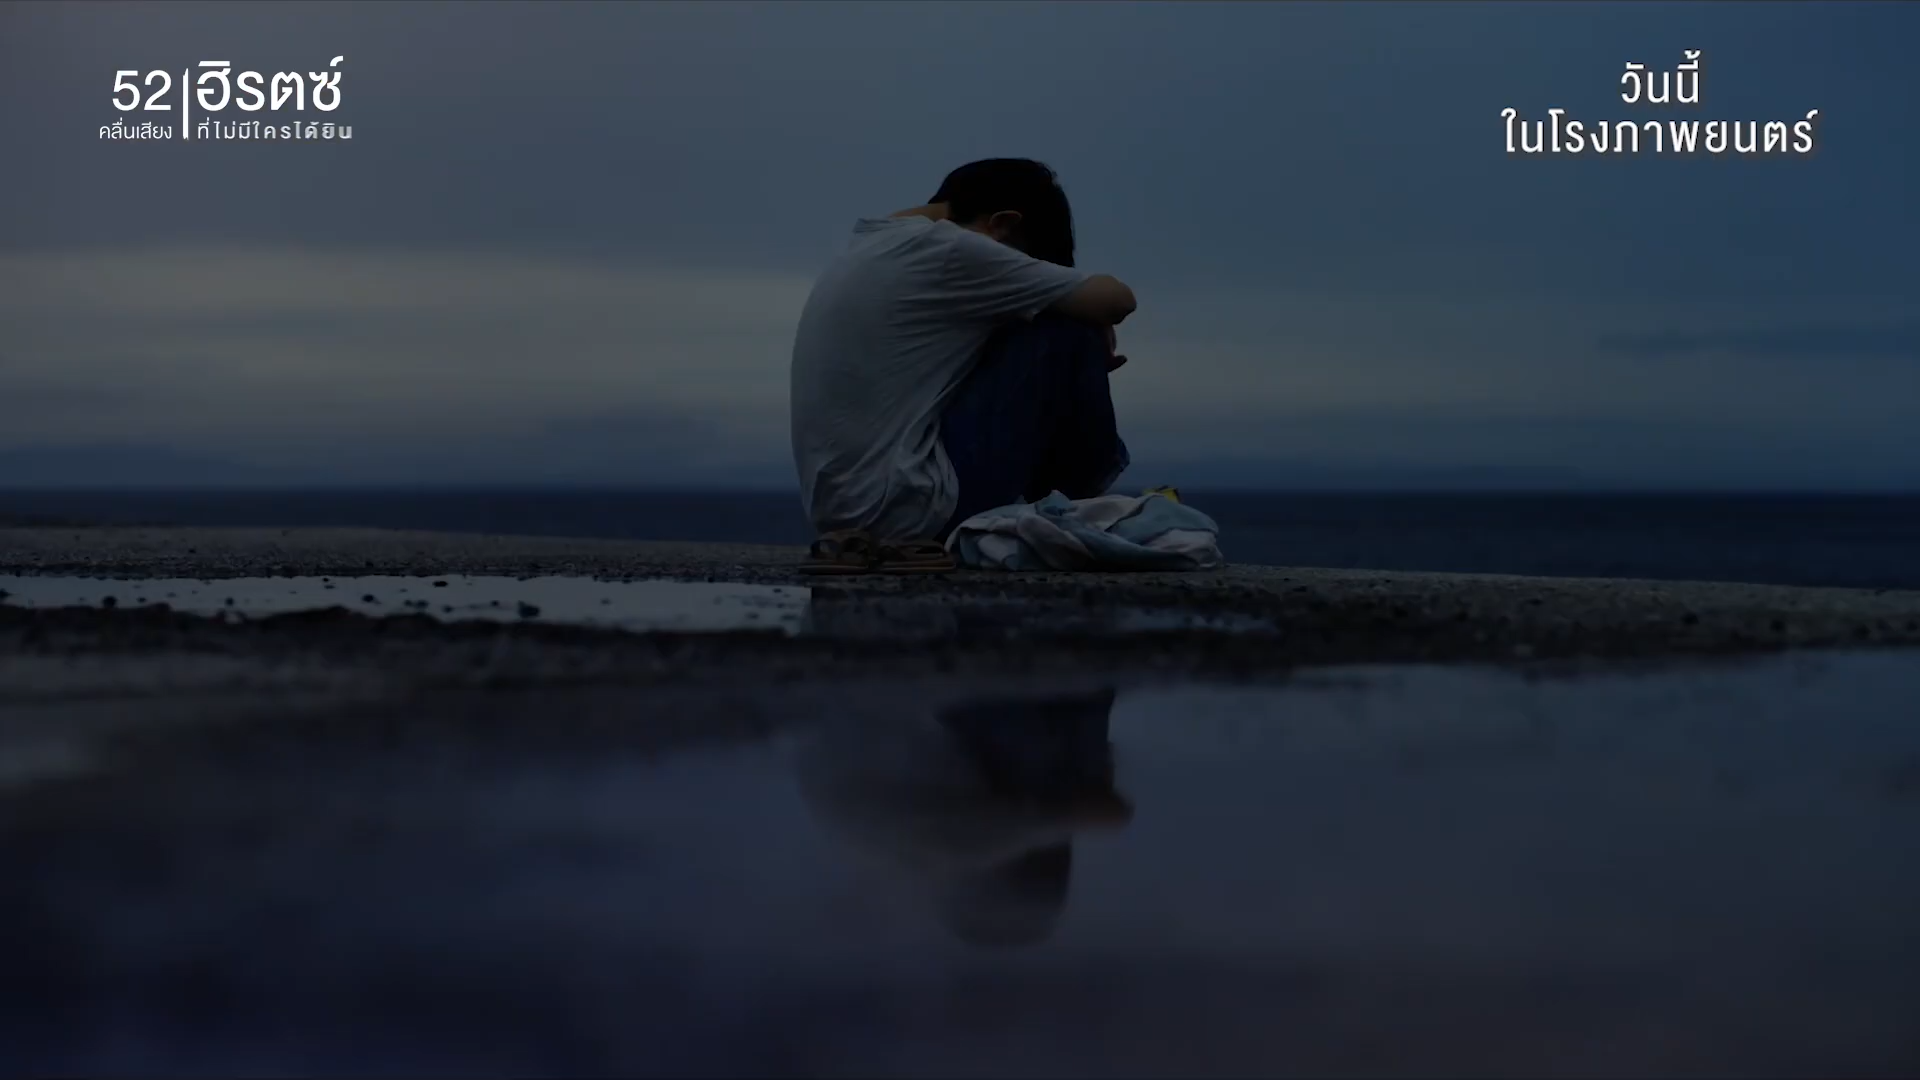 52 ฮิรตซ์
คลื่นเสียง ที่ไม่มีใครได้ยิน
วันนี้
ในโรงภาพยนตร์